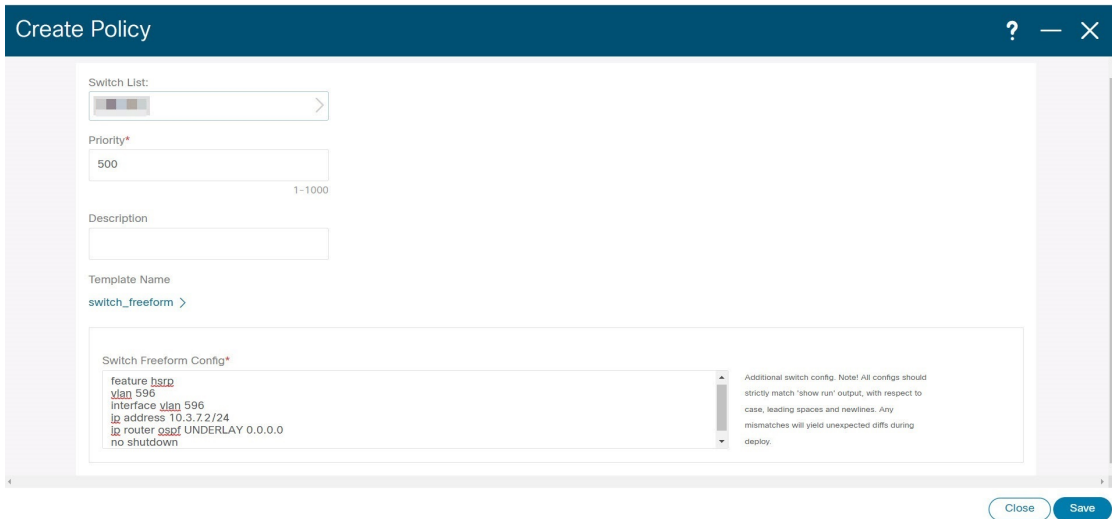 Create Policy
?
Switch List:
Priority*
500
1-1000
Description
Template Name
switch_freeform >
Switch Freeform Config*
feature hsrp
vlan 596
interface vlan 596
ip address 10.3.7.2/24
ip router ospf UNDERLAY 0.0.0.0
no shutdown
Additional switch config. Note! All configs should
strictly match 'show run' output, with respect to
case, leading spaces and newlines. Any
mismatches will yield unexpected diffs during
deploy.
Close
Save